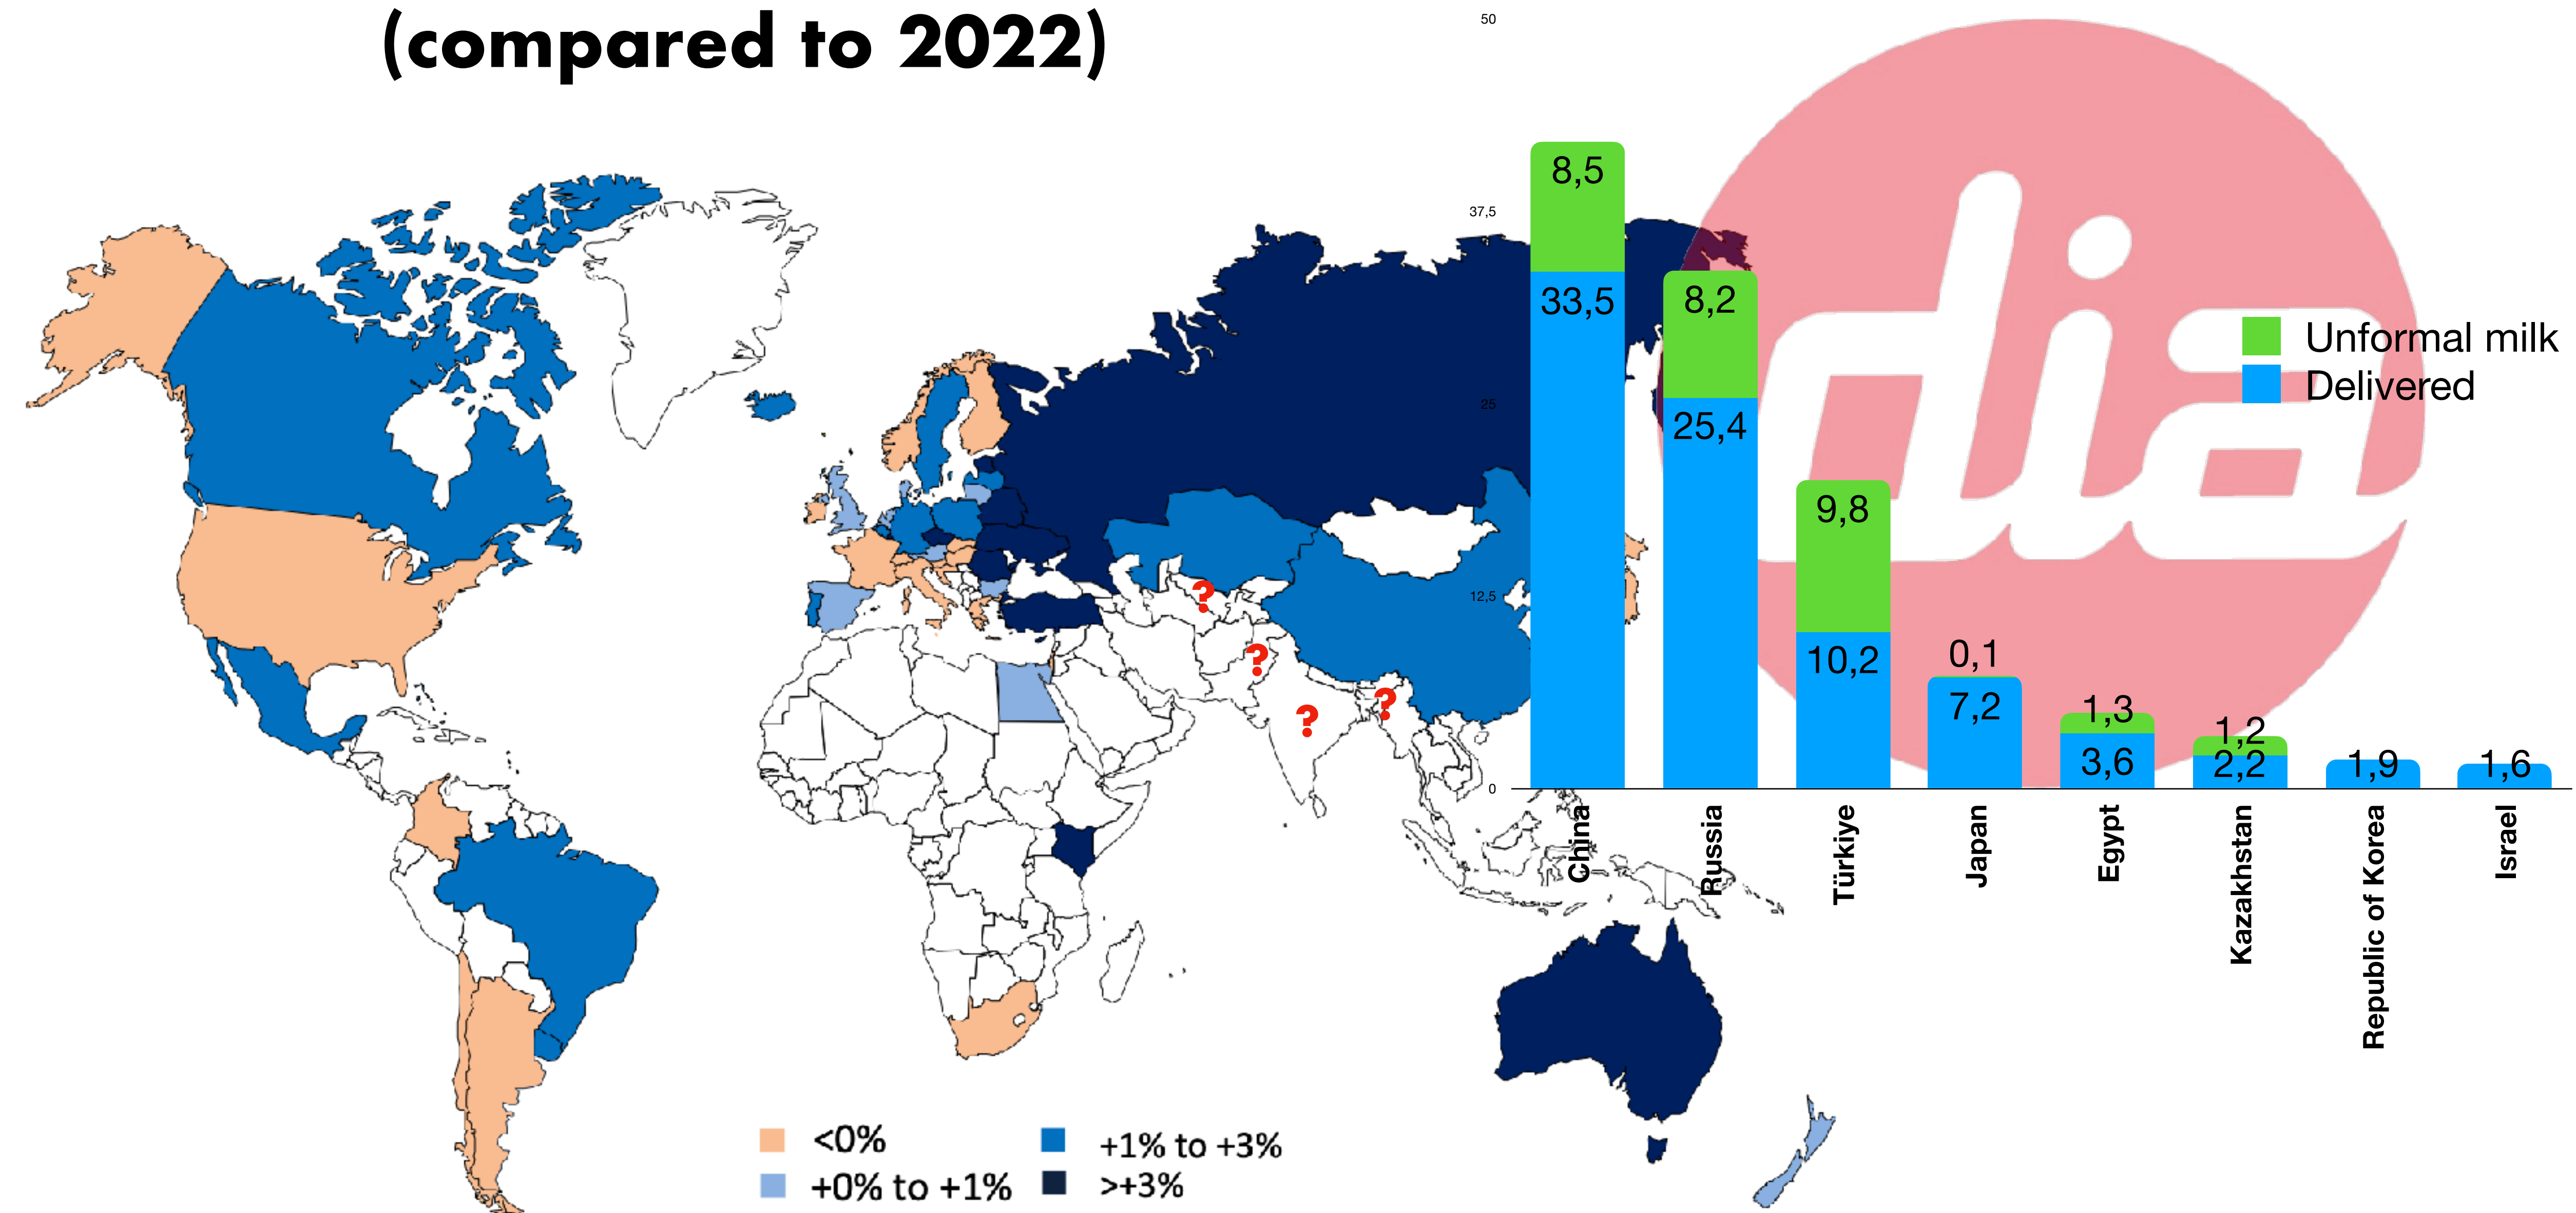 (compared to 2022)
50
37,5
25
12,5
0
8,5
33,5
8,2
25,4
9,8
10,2
0,1
7,2
1,3
3,6
1,2
2,2
1,9
1,6
Unformal milk
Delivered
dia
China
Russia
Türkiye
Japan
Egypt
Kazakhstan
Republic of Korea
Israel
?
?
?
?
<0%
+1% to +3%
+0% to +1%
>+3%